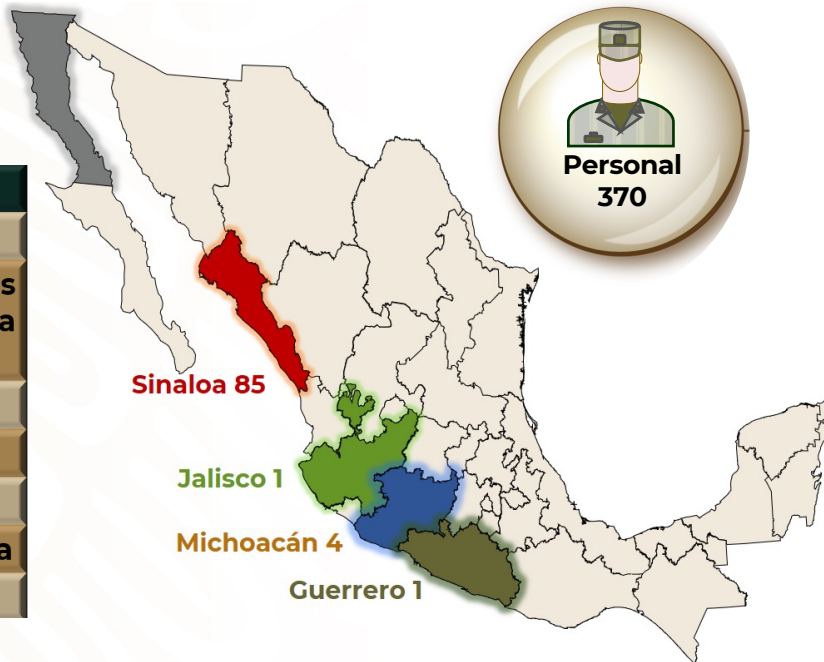 Personal
370
s
a
Sinaloa 85
Jalisco 1
Michoacán 4
a
Guerrero 1